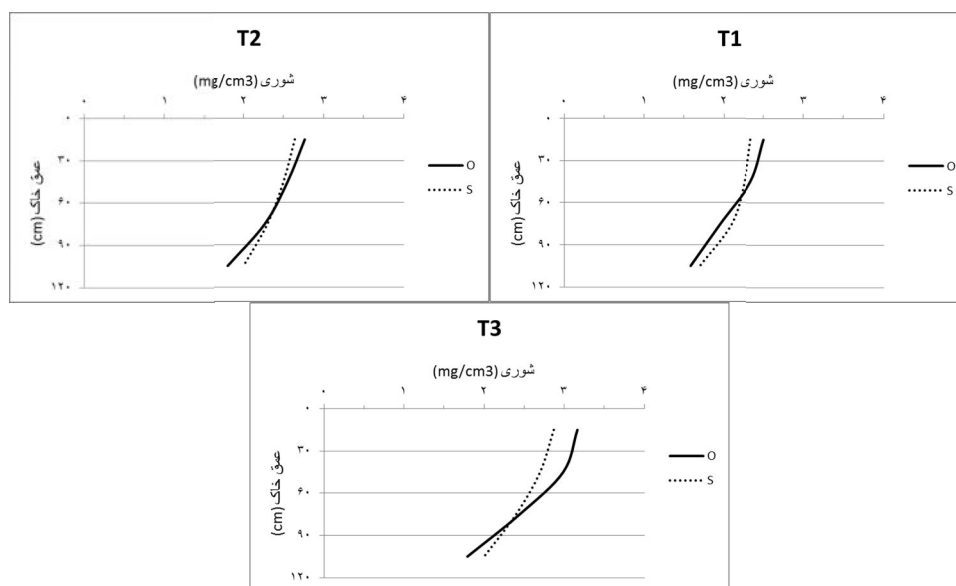 T2
شوری (mg/cm3)
۰ ۱ ۲ ۳ ۴
۰
۳۰
۶۰
۹۰
۱۲۰
عمق خاک (cm)
O
S
T1
شوری (mg/cm3)
۰ ۱ ۲ ۳ ۴
۰
۳۰
۶۰
۹۰
۱۲۰
عمق خاک (cm)
O
S
T3
شوری (mg/cm3)
۰ ۱ ۲ ۳ ۴
۰
۳۰
۶۰
۹۰
۱۲۰
عمق خاک (cm)
O
S